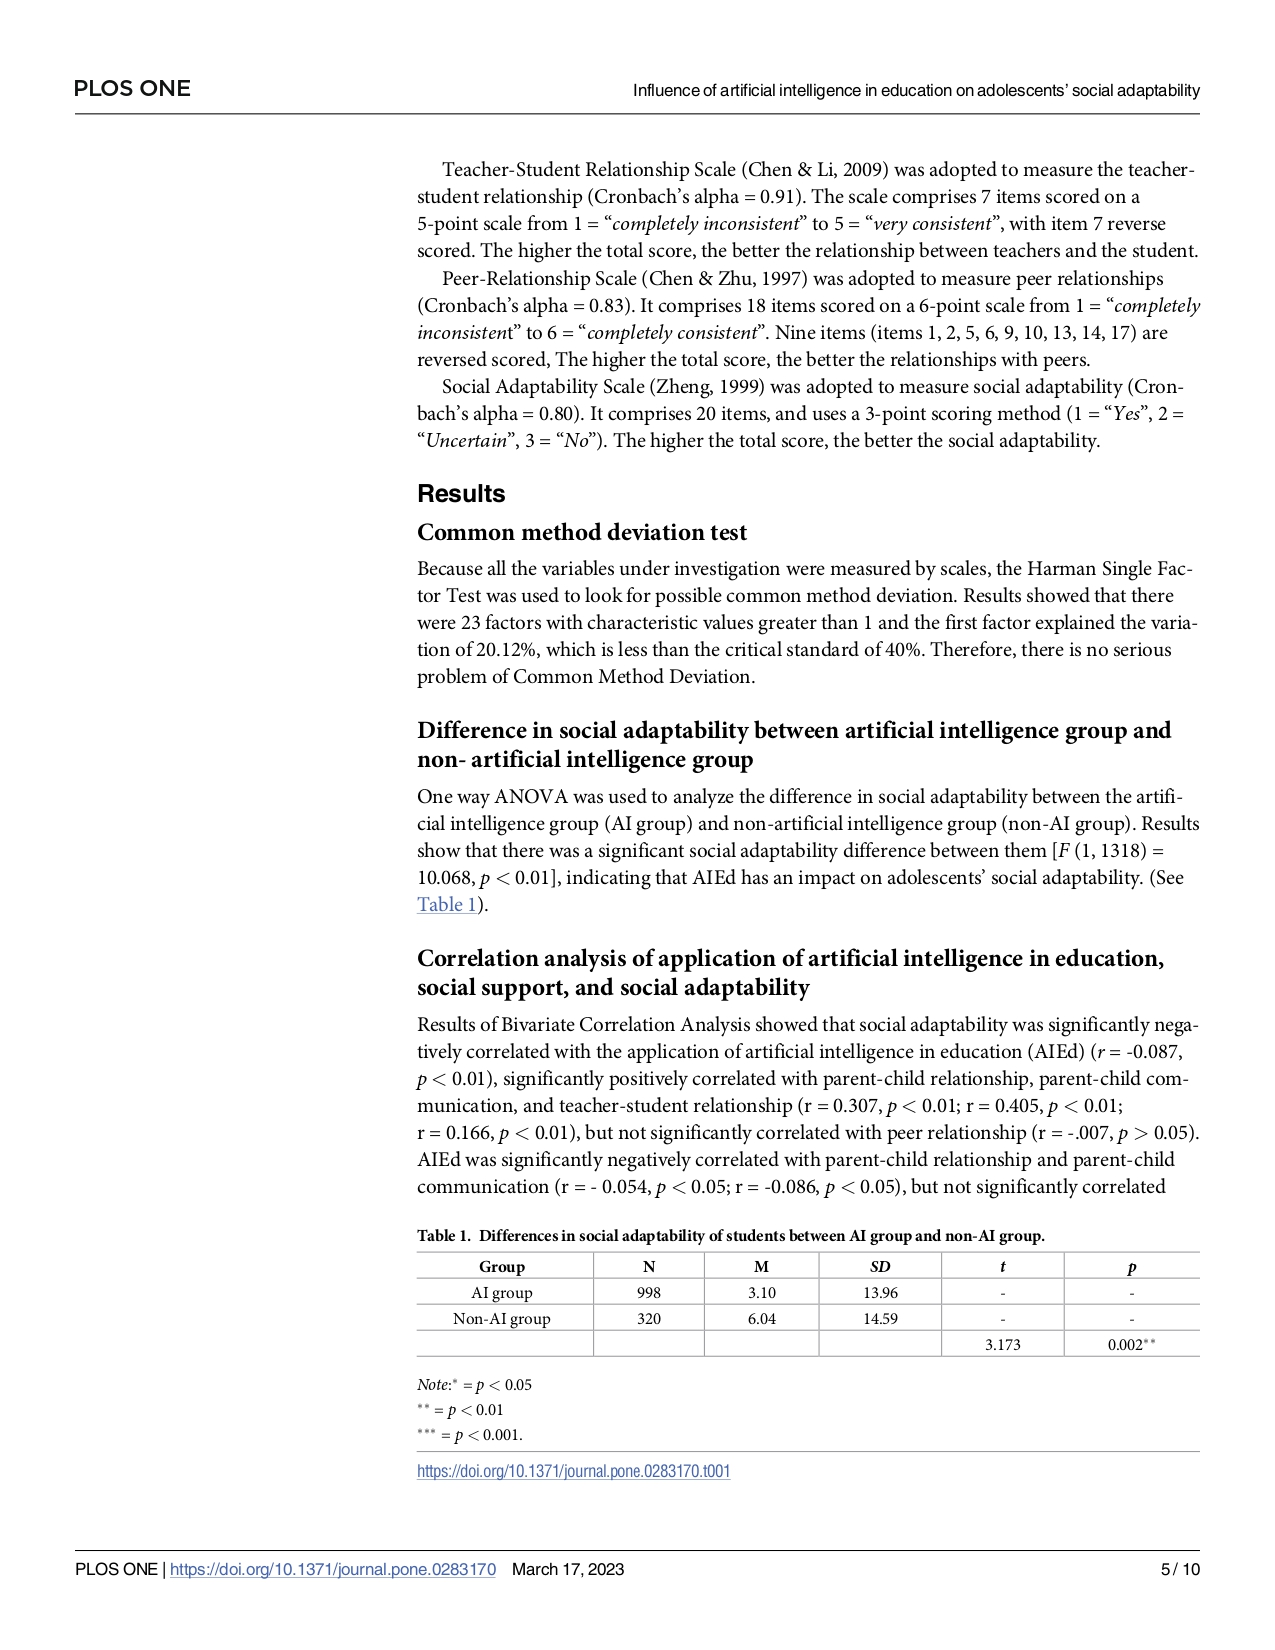 PLOS ONE
Influence of artificial intelligence in education on adolescents’ social adaptability
Teacher-Student Relationship Scale (Chen & Li, 2009) was adopted to measure the teacher-
student relationship (Cronbach’s alpha = 0.91). The scale comprises 7 items scored on a
5-point scale from 1 = “completely inconsistent” to 5 = “very consistent”, with item 7 reverse
scored. The higher the total score, the better the relationship between teachers and the student.
Peer-Relationship Scale (Chen & Zhu, 1997) was adopted to measure peer relationships
(Cronbach’s alpha = 0.83). It comprises 18 items scored on a 6-point scale from 1 = “completely
inconsistent” to 6 = “completely consistent”. Nine items (items 1, 2, 5, 6, 9, 10, 13, 14, 17) are
reversed scored, The higher the total score, the better the relationships with peers.
Social Adaptability Scale (Zheng, 1999) was adopted to measure social adaptability (Cron-
bach’s alpha = 0.80). It comprises 20 items, and uses a 3-point scoring method (1 = “Yes”, 2 =
“Uncertain”, 3 = “No”). The higher the total score, the better the social adaptability.
Results
Common method deviation test
Because all the variables under investigation were measured by scales, the Harman Single Fac-
tor Test was used to look for possible common method deviation. Results showed that there
were 23 factors with characteristic values greater than 1 and the first factor explained the varia-
tion of 20.12%, which is less than the critical standard of 40%. Therefore, there is no serious
problem of Common Method Deviation.
Difference in social adaptability between artificial intelligence group and
non- artificial intelligence group
One way ANOVA was used to analyze the difference in social adaptability between the artifi-
cial intelligence group (AI group) and non-artificial intelligence group (non-AI group). Results
show that there was a significant social adaptability difference between them [F (1, 1318) =
10.068, p < 0.01], indicating that AIEd has an impact on adolescents’ social adaptability. (See
Table 1).
Correlation analysis of application of artificial intelligence in education,
social support, and social adaptability
Results of Bivariate Correlation Analysis showed that social adaptability was significantly nega-
tively correlated with the application of artificial intelligence in education (AIEd) (r = -0.087,
p < 0.01), significantly positively correlated with parent-child relationship, parent-child com-
munication, and teacher-student relationship (r = 0.307, p < 0.01; r = 0.405, p < 0.01;
r = 0.166, p < 0.01), but not significantly correlated with peer relationship (r = -.007, p > 0.05).
AIEd was significantly negatively correlated with parent-child relationship and parent-child
communication (r = - 0.054, p < 0.05; r = -0.086, p < 0.05), but not significantly correlated
Table 1. Differences in social adaptability of students between AI group and non-AI group.
Group N M SD t p
AI group 998 3.10 13.96 - -
Non-AI group 320 6.04 14.59 - -
3.173 0.002**
Note:* = p < 0.05
** = p < 0.01
*** = p < 0.001.
https://doi.org/10.1371/journal.pone.0283170.t001
PLOS ONE | https://doi.org/10.1371/journal.pone.0283170 March 17, 2023
5 / 10